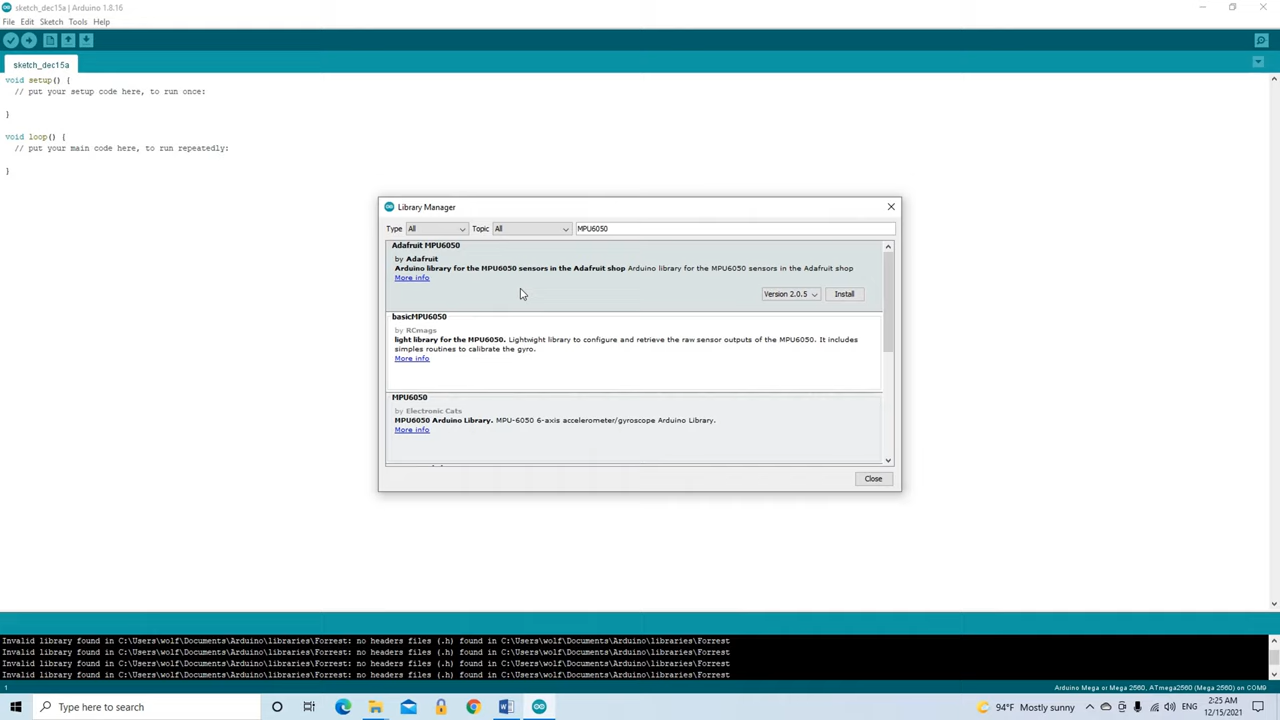 sketch_dec15a | Arduino 1.8.16
File Edit Sketch Tools Help
sketch_dec15a
void setup() {
// put your setup code here, to run once:
}
void loop() {
// put your main code here, to run repeatedly:
}
Library Manager
Type All Topic All MPU6050
Adafruit MPU6050
by Adafruit
Arduino library for the MPU6050 sensors in the Adafruit shop Arduino library for the MPU6050 sensors in the Adafruit shop
More info
Version 2.0.5 Install
basicMPU6050
by RCmags
light library for the MPU6050. Lightwight library to configure and retrieve the raw sensor outputs of the MPU6050. It includes
simples routines to calibrate the gyro.
More info
MPU6050
by Electronic Cats
MPU6050 Arduino Library. MPU-6050 6-axis accelerometer/gyroscope Arduino Library.
More info
Close
Invalid library found in C:\Users\wolf\Documents\Arduino\libraries\Forrest: no headers files (.h) found in C:\Users\wolf\Documents\Arduino\libraries\Forrest
Invalid library found in C:\Users\wolf\Documents\Arduino\libraries\Forrest: no headers files (.h) found in C:\Users\wolf\Documents\Arduino\libraries\Forrest
Invalid library found in C:\Users\wolf\Documents\Arduino\libraries\Forrest: no headers files (.h) found in C:\Users\wolf\Documents\Arduino\libraries\Forrest
Invalid library found in C:\Users\wolf\Documents\Arduino\libraries\Forrest: no headers files (.h) found in C:\Users\wolf\Documents\Arduino\libraries\Forrest
1 Arduino Mega or Mega 2560, ATmega2560 (Mega 2560) on COM9
Type here to search 94°F Mostly sunny ENG 2:25 AM
12/15/2021